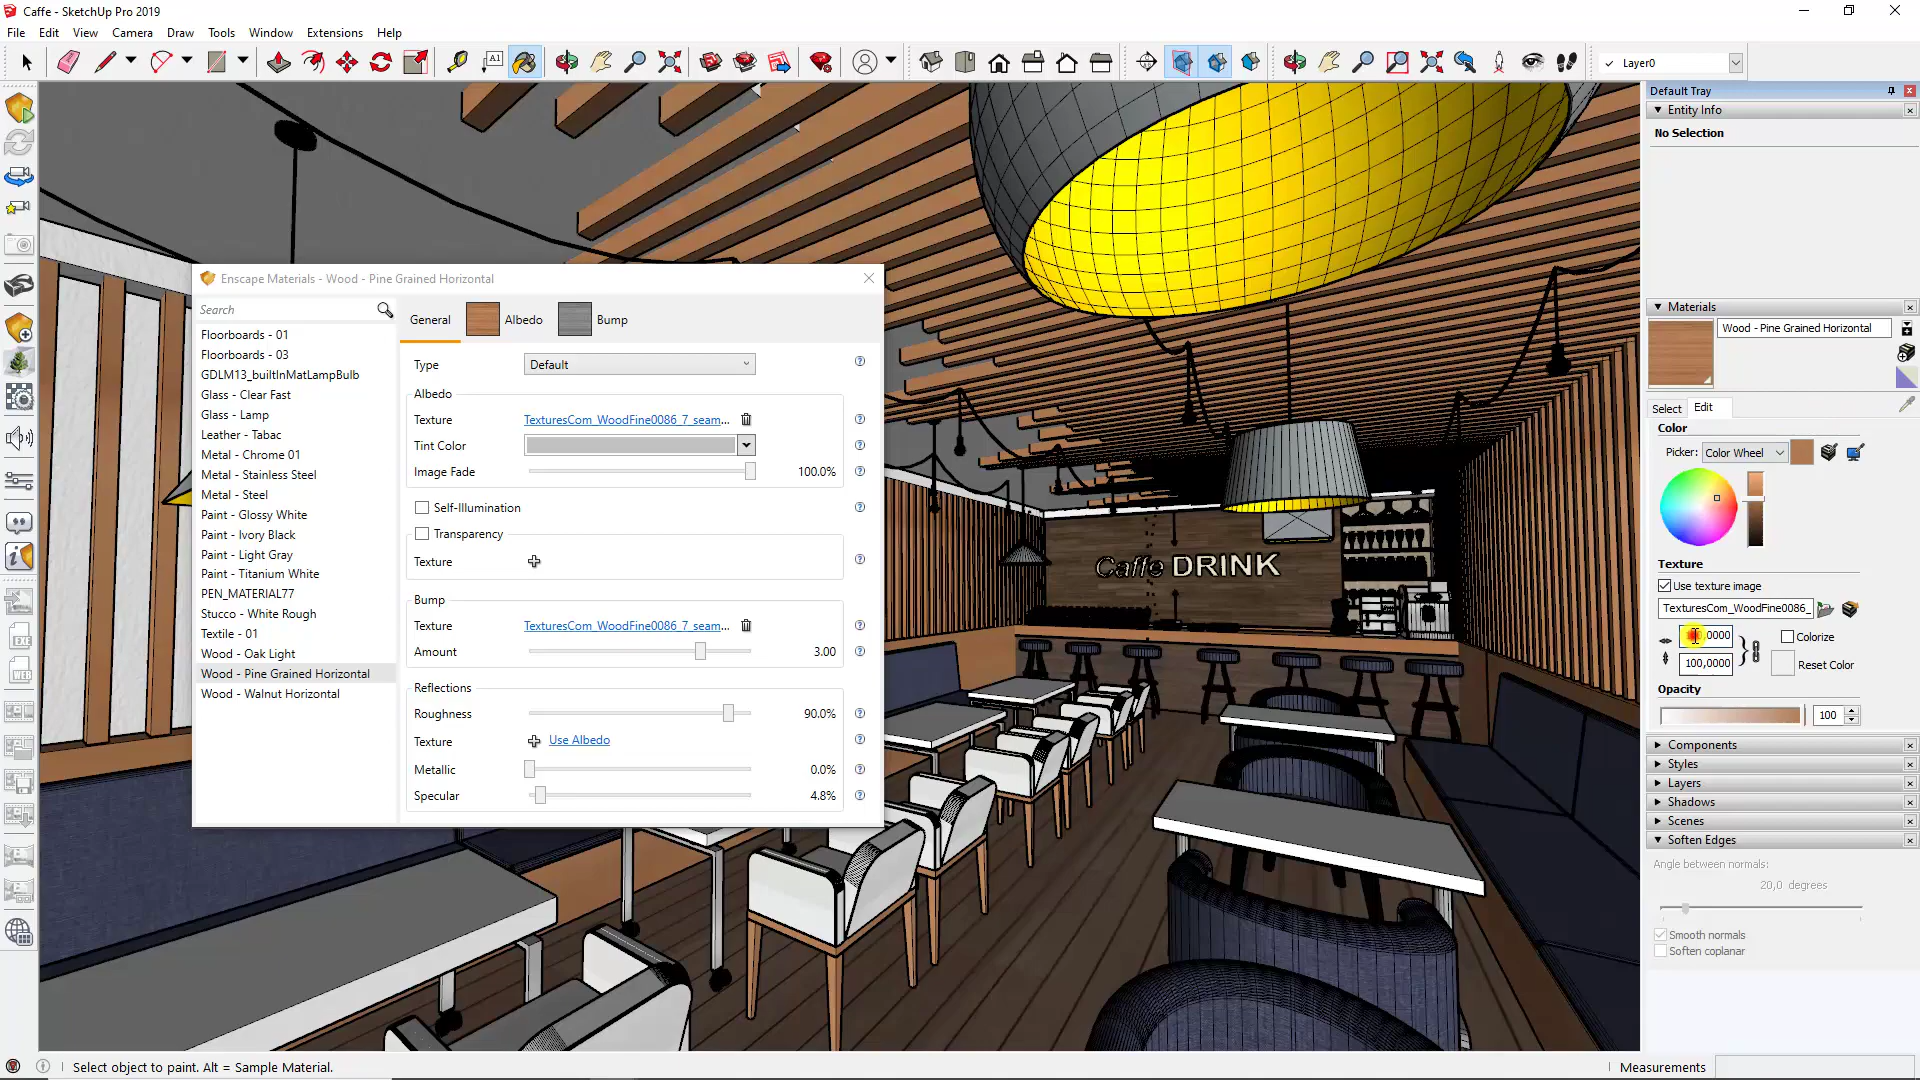 Caffe - SketchUp Pro 2019
File Edit View Camera Draw Tools Window Extensions Help
A1
Layer0
Default Tray
Entity Info
No Selection
Materials
Wood - Pine Grained Horizontal
Select Edit
Color
Picker: Color Wheel
Texture
Use texture image
TexturesCom_WoodFine0086_
,0000
Colorize
100,0000
Reset Color
Opacity
100
Components
Styles
Layers
Shadows
Scenes
Soften Edges
Angle between normals:
20,0 degrees
Smooth normals
Soften coplanar
Enscape Materials - Wood - Pine Grained Horizontal
Search
Floorboards - 01
Floorboards - 03
GDLM13_builtInMatLampBulb
Glass - Clear Fast
Glass - Lamp
Leather - Tabac
Metal - Chrome 01
Metal - Stainless Steel
Metal - Steel
Paint - Glossy White
Paint - Ivory Black
Paint - Light Gray
Paint - Titanium White
PEN_MATERIAL77
Stucco - White Rough
Textile - 01
Wood - Oak Light
Wood - Pine Grained Horizontal
Wood - Walnut Horizontal
General Albedo Bump
Type Default
Albedo
Texture TexturesCom_WoodFine0086_7_seam...
Tint Color
Image Fade 100.0%
Self-Illumination
Transparency
Texture
Bump
Texture TexturesCom_WoodFine0086_7_seam...
Amount 3.00
Reflections
Roughness 90.0%
Texture Use Albedo
Metallic 0.0%
Specular 4.8%
Caffe DRINK
EXE
WEB
Select object to paint. Alt = Sample Material.
Measurements